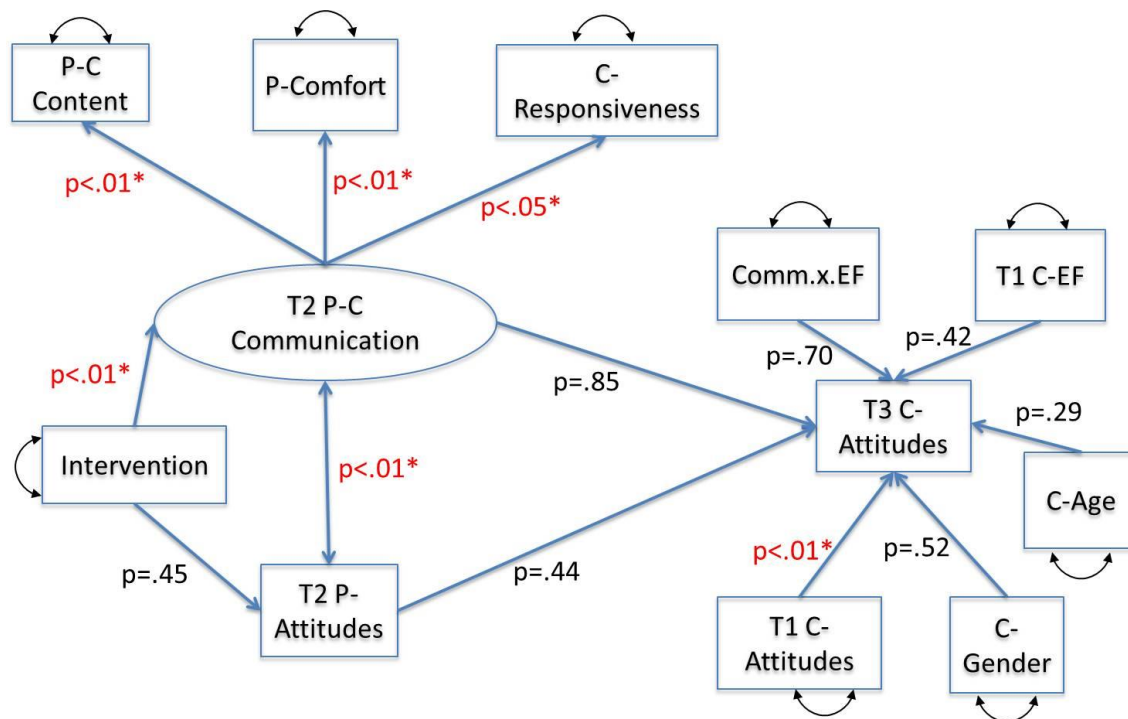 P-C
Content
P-Comfort
C-
Responsiveness
p<.01*
p<.01*
p<.05*
Comm.x.EF
T1 C-EF
T2 P-C
Communication
p=.70
p=.42
p<.01*
p=.85
T3 C-
Attitudes
p=.29
Intervention
p<.01*
C-Age
p=.45
p=.44
p<.01*
p=.52
T2 P-
Attitudes
T1 C-
Attitudes
C-
Gender